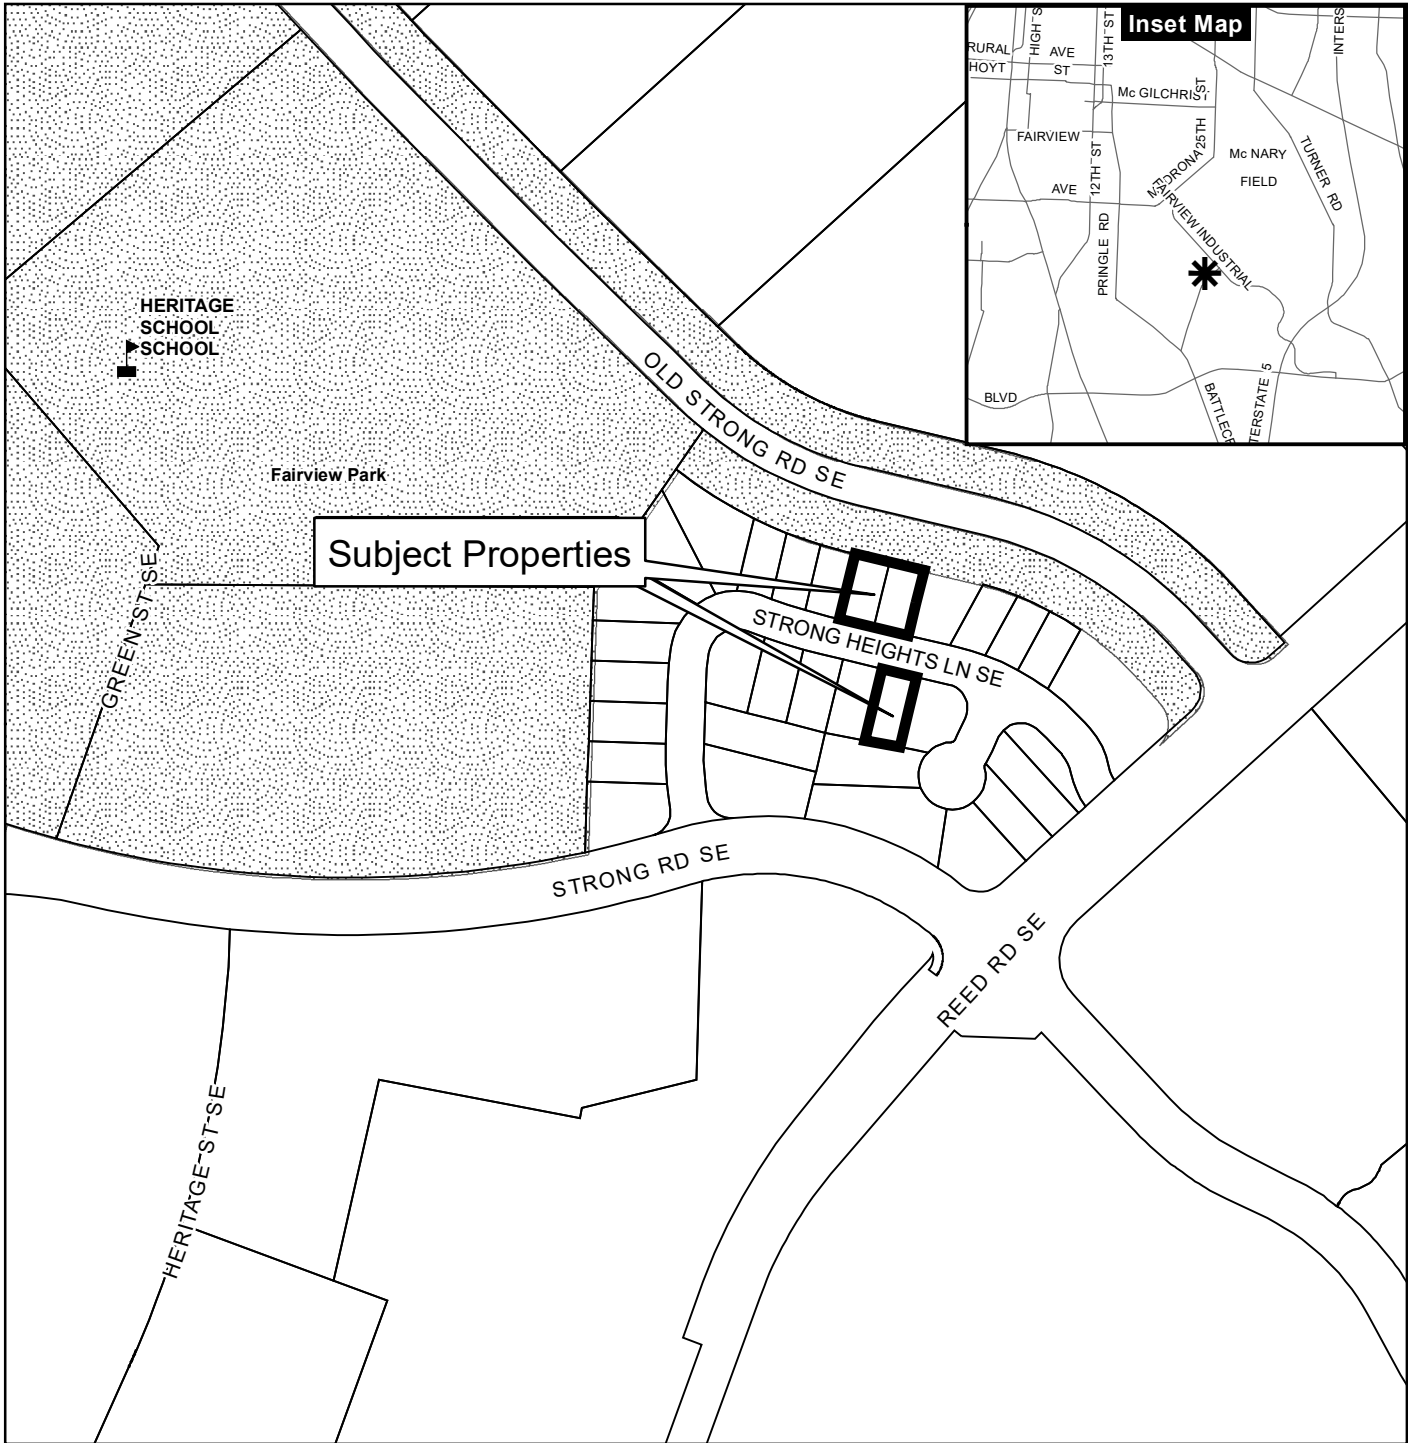 Inset Map
HIGH S
13TH ST
INTERS
RURAL AVE
HOYT ST
Mc GILCHRIST
25TH ST
FAIRVIEW
12TH ST
Mc NARY
FIELD
TURNER RD
MADRONA
AVE
FAIRVIEW INDUSTRIAL
PRINGLE RD
BLVD
BATTLECR
TERSTATE 5
HERITAGE
SCHOOL
SCHOOL
OLD STRONG RD SE
Fairview Park
Subject Properties
GREEN ST SE
STRONG HEIGHTS LN SE
STRONG RD SE
REED RD SE
HERITAGE ST SE